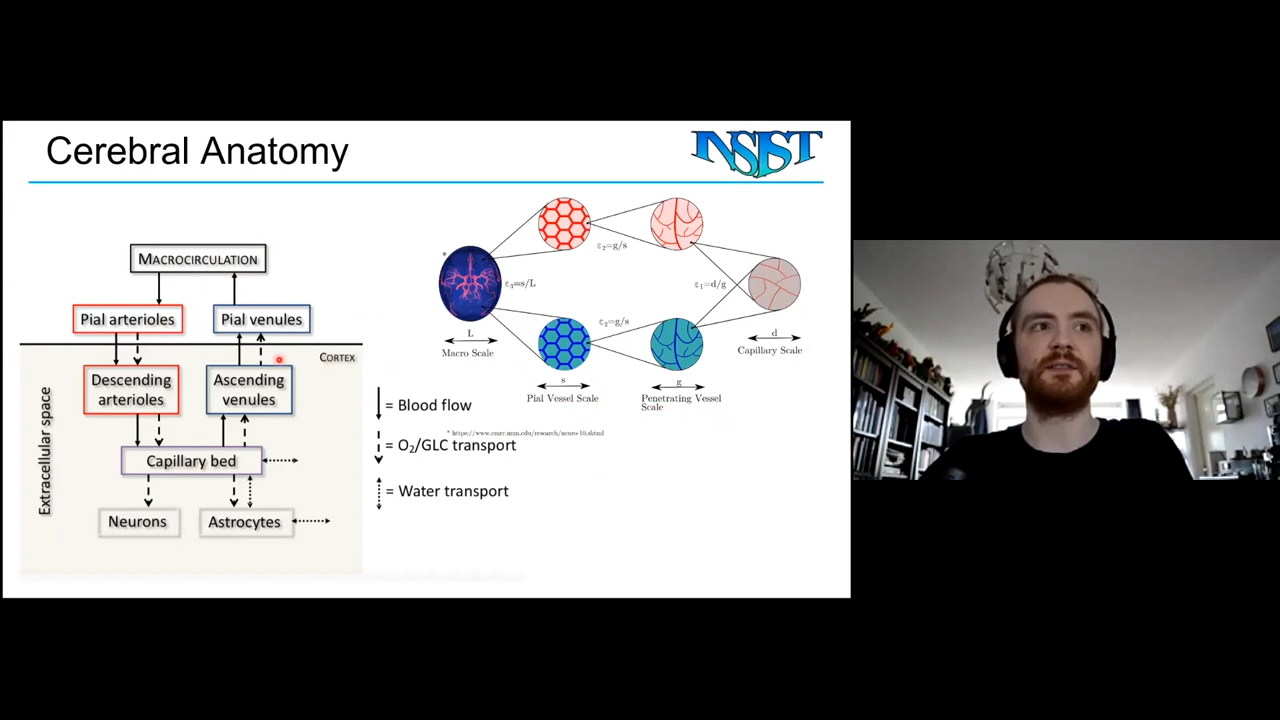 Cerebral Anatomy
INSIST
MACROCIRCULATION
Pial arterioles
Pial venules
CORTEX
Descending
arterioles
Ascending
venules
Extracellular space
Capillary bed
Neurons
Astrocytes
= Blood flow
= O₂/GLC transport
= Water transport
*
ε₃=s/L
L
Macro Scale
ε₂=g/s
ε₂=g/s
s
Pial Vessel Scale
g
Penetrating Vessel
Scale
ε₁=d/g
d
Capillary Scale
* https://www.cmrr.umn.edu/research/neuro-10.shtml